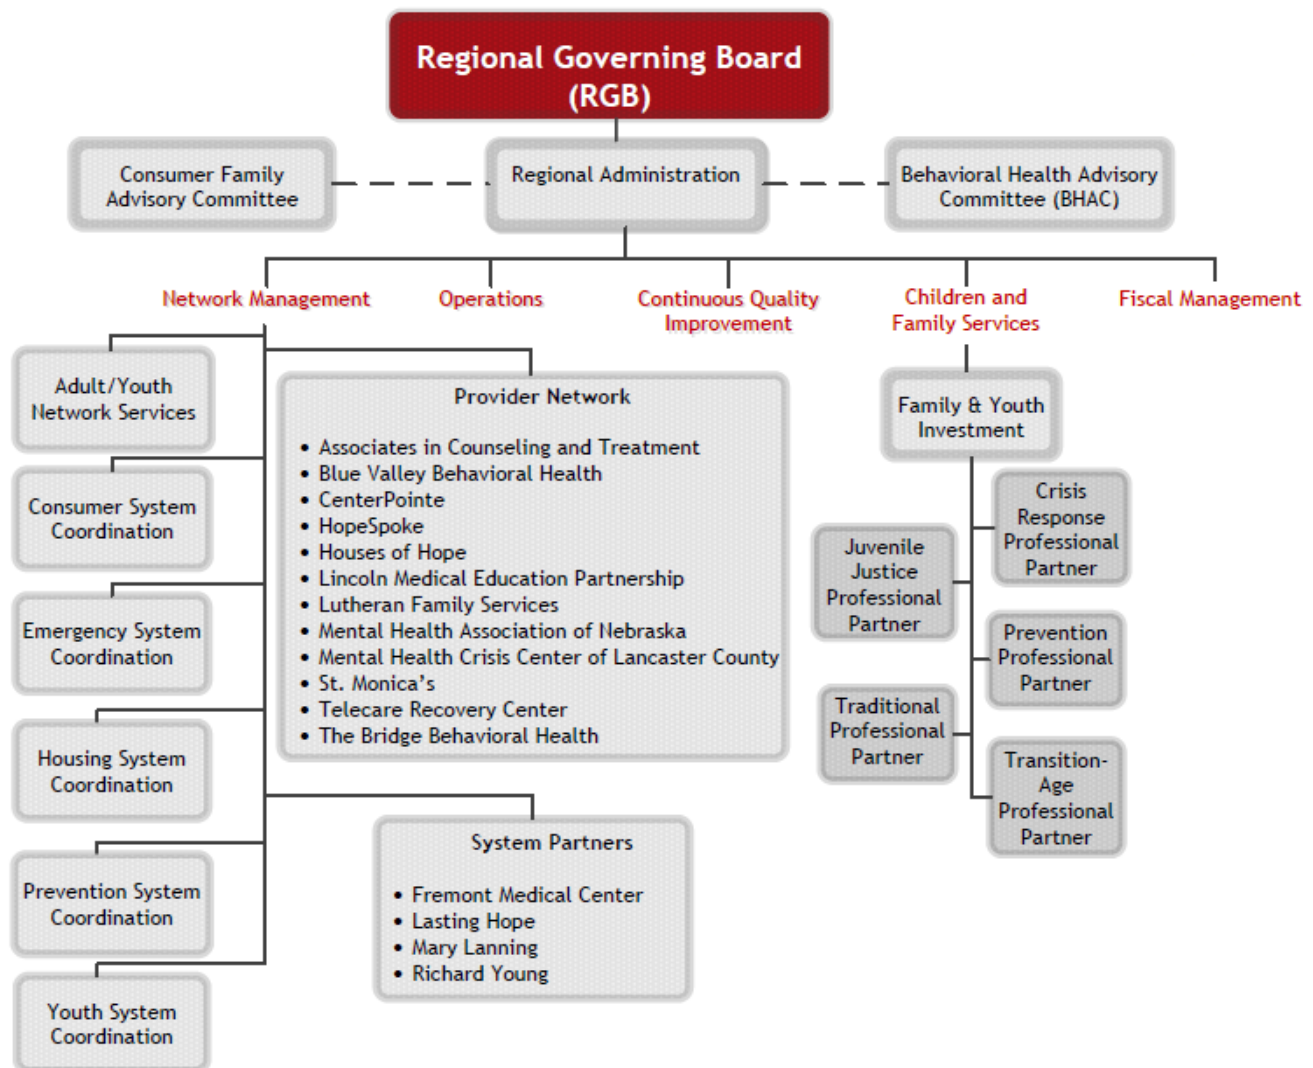 Regional Governing Board
(RGB)
Consumer Family
Advisory Committee
Regional Administration
Behavioral Health Advisory
Committee (BHAC)
Network Management
Operations
Continuous Quality
Improvement
Children and
Family Services
Fiscal Management
Adult/Youth
Network Services
Consumer System
Coordination
Emergency System
Coordination
Housing System
Coordination
Prevention System
Coordination
Youth System
Coordination
Provider Network
• Associates in Counseling and Treatment
• Blue Valley Behavioral Health
• CenterPointe
• HopeSpoke
• Houses of Hope
• Lincoln Medical Education Partnership
• Lutheran Family Services
• Mental Health Association of Nebraska
• Mental Health Crisis Center of Lancaster County
• St. Monica's
• Telecare Recovery Center
• The Bridge Behavioral Health
System Partners
• Fremont Medical Center
• Lasting Hope
• Mary Lanning
• Richard Young
Family & Youth
Investment
Crisis
Response
Professional
Partner
Juvenile
Justice
Professional
Partner
Prevention
Professional
Partner
Traditional
Professional
Partner
Transition-
Age
Professional
Partner